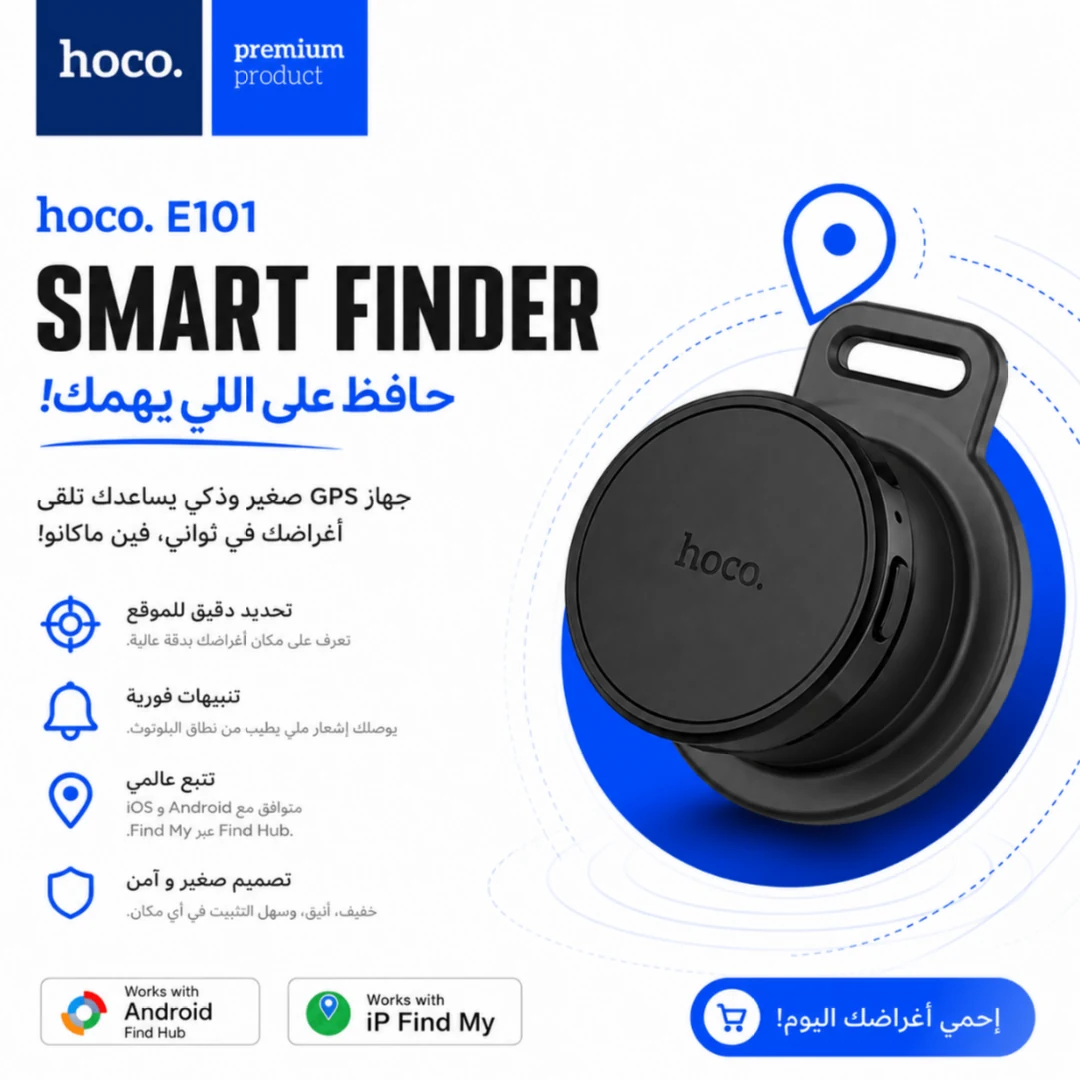 hoco.
premium
product
hoco. E101
SMART FINDER
حافظ على اللي يهمك!
جهاز GPS صغير وذكي يساعدك تلقى
أغراضك في ثواني، فين ماكانو!
تحديد دقيق للموقع
تعرف على مكان أغراضك بدقة عالية.
تنبيهات فورية
يوصلك إشعار ملي يطيب من نطاق البلوتوث.
تتبع عالمي
متوافق مع Android و iOS
.Find My عبر Find Hub.
تصميم صغير و آمن
خفيف، أنيق، وسهل التثبيت في أي مكان.
hoco.
Works with
Android
Find Hub
Works with
iP Find My
إحمي أغراضك اليوم!